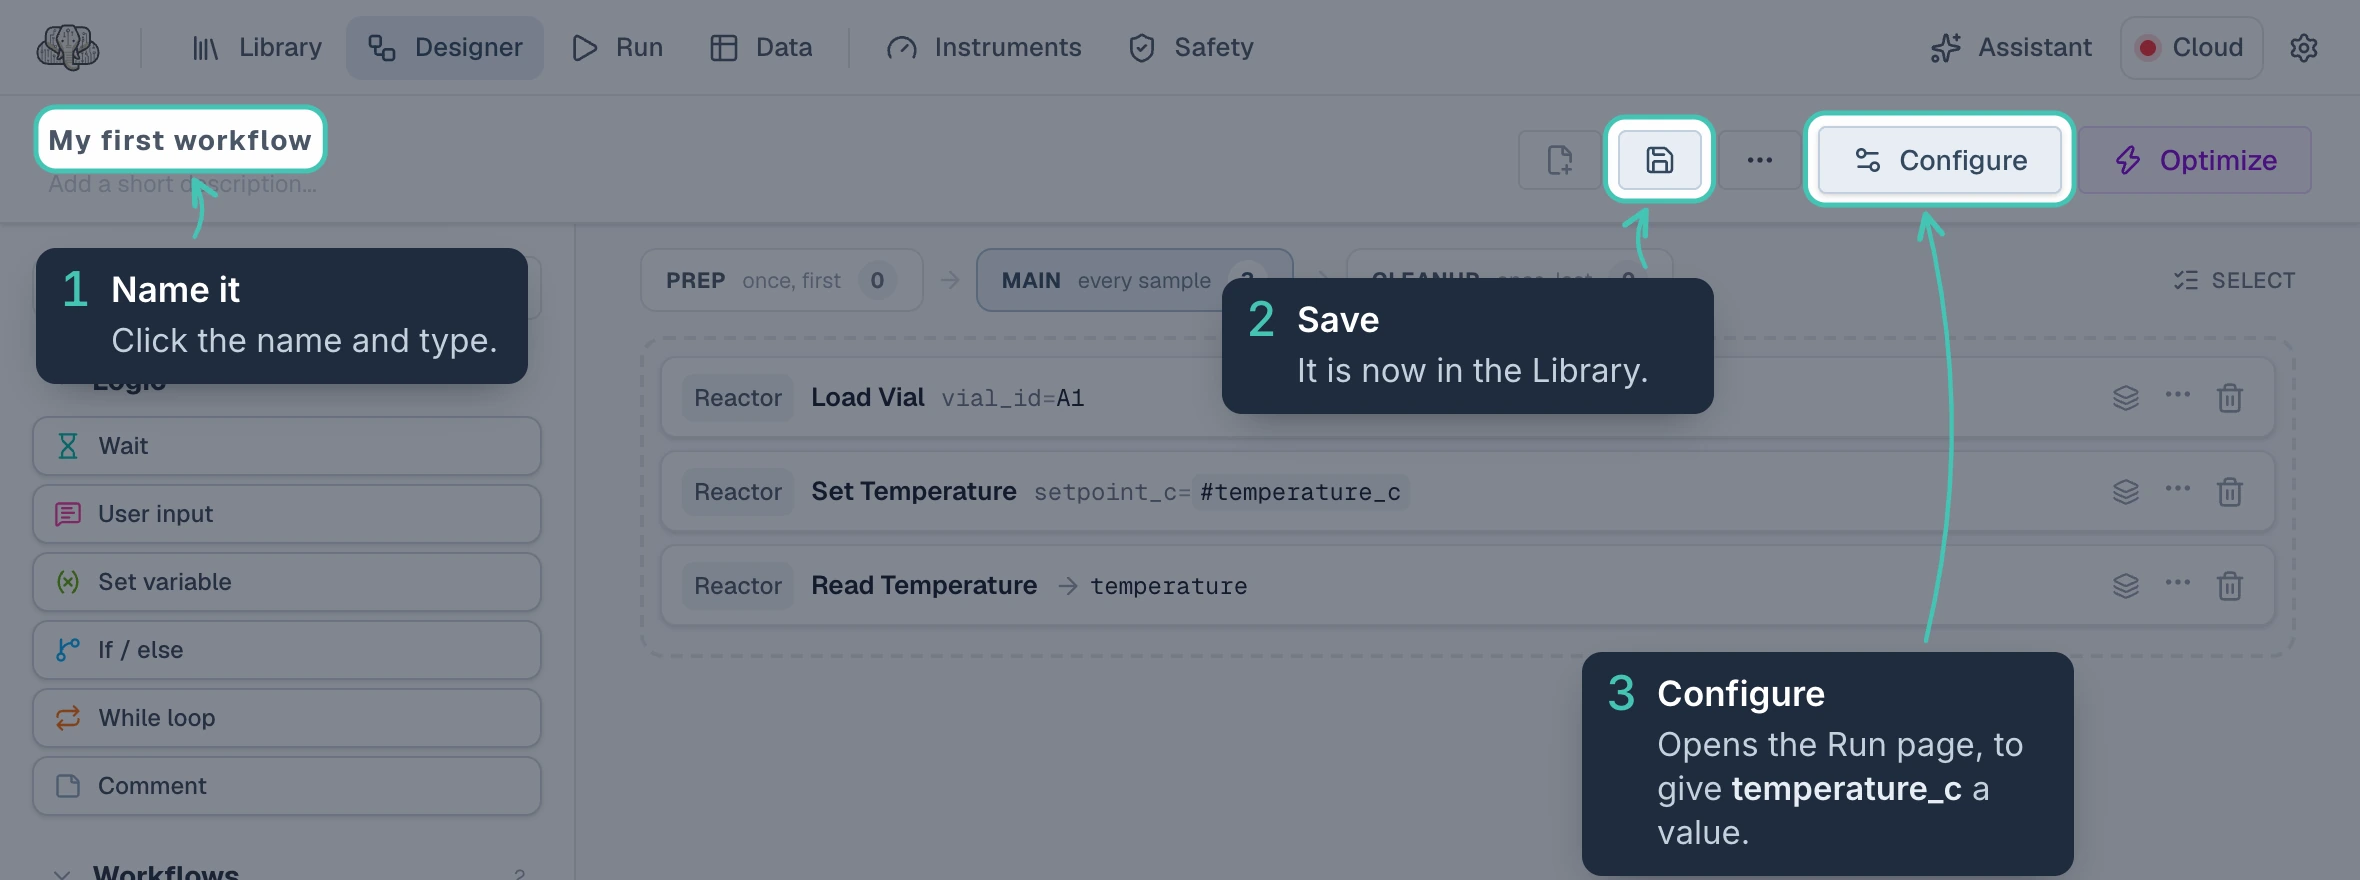 Library
Designer
Run
Data
Instruments
Safety
Assistant
Cloud
My first workflow
Add a short description...
Configure
Optimize
1 Name it
Click the name and type.
PREP once, first 0
MAIN every sample
SELECT
2 Save
It is now in the Library.
Logic
Wait
User input
Set variable
If / else
While loop
Comment
Workflows 2
Reactor Load Vial vial_id=A1
Reactor Set Temperature setpoint_c=#temperature_c
Reactor Read Temperature → temperature
3 Configure
Opens the Run page, to
give temperature_c a
value.